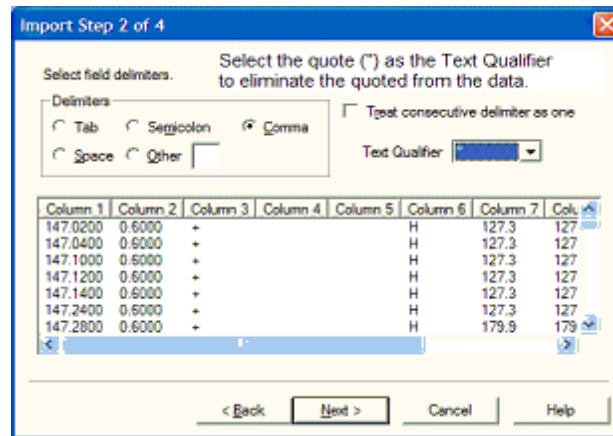 Import Step 2 of 4
Select field delimiters.
Select the quote (") as the Text Qualifier
to eliminate the quoted from the data.
Delimiters
Tab Semicolon Comma
Space Other
Treat consecutive delimiter as one
Text Qualifier
Column 1 Column 2 Column 3 Column 4 Column 5 Column 6 Column 7
147.0200 0.6000 + H 127.3 127
147.0400 0.6000 + H 127.3 127
147.1000 0.6000 + H 127.3 127
147.1200 0.6000 + H 127.3 127
147.1400 0.6000 + H 127.3 127
147.2400 0.6000 + H 127.3 127
147.2800 0.6000 + H 179.9 179
< Back Next > Cancel Help